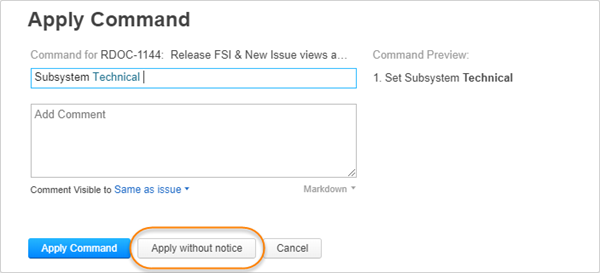 Apply Command
Command for RDOC-1144: Release FSI & New Issue views a...
Command Preview:
Subsystem Technical
1. Set Subsystem Technical
Add Comment
Comment Visible to Same as issue
Markdown
Apply Command
Apply without notice
Cancel